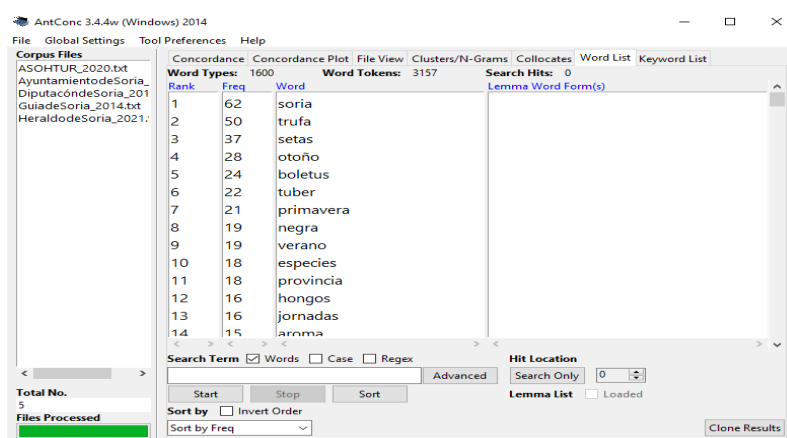 AntConc 3.4.4w (Windows) 2014
File Global Settings Tool Preferences Help
Corpus Files
ASOHTUR_2020.txt
AyuntamientodeSoria_
DiputacóndeSoria_201
GuiadeSoria_2014.txt
HeraldodeSoria_2021.
Total No.
5
Files Processed
Concordance Concordance Plot File View Clusters/N-Grams Collocates Word List Keyword List
Word Types: 1600 Word Tokens: 3157 Search Hits: 0
Rank Freq Word Lemma Word Form(s)
1 62 soria
2 50 trufa
3 37 setas
4 28 otoño
5 24 boletus
6 22 tuber
7 21 primavera
8 19 negra
9 19 verano
10 18 especies
11 18 provincia
12 16 hongos
13 16 jornadas
14 15 aroma
Search Term Words Case Regex Hit Location
Advanced Search Only 0
Start Stop Sort Lemma List Loaded
Sort by Invert Order
Sort by Freq Clone Results